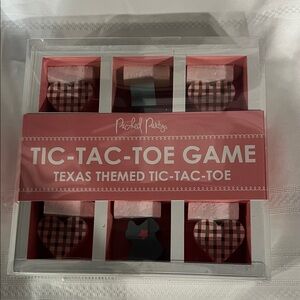 Packed Party
TIC-TAC-TOE GAME
TEXAS THEMED TIC-TAC-TOE